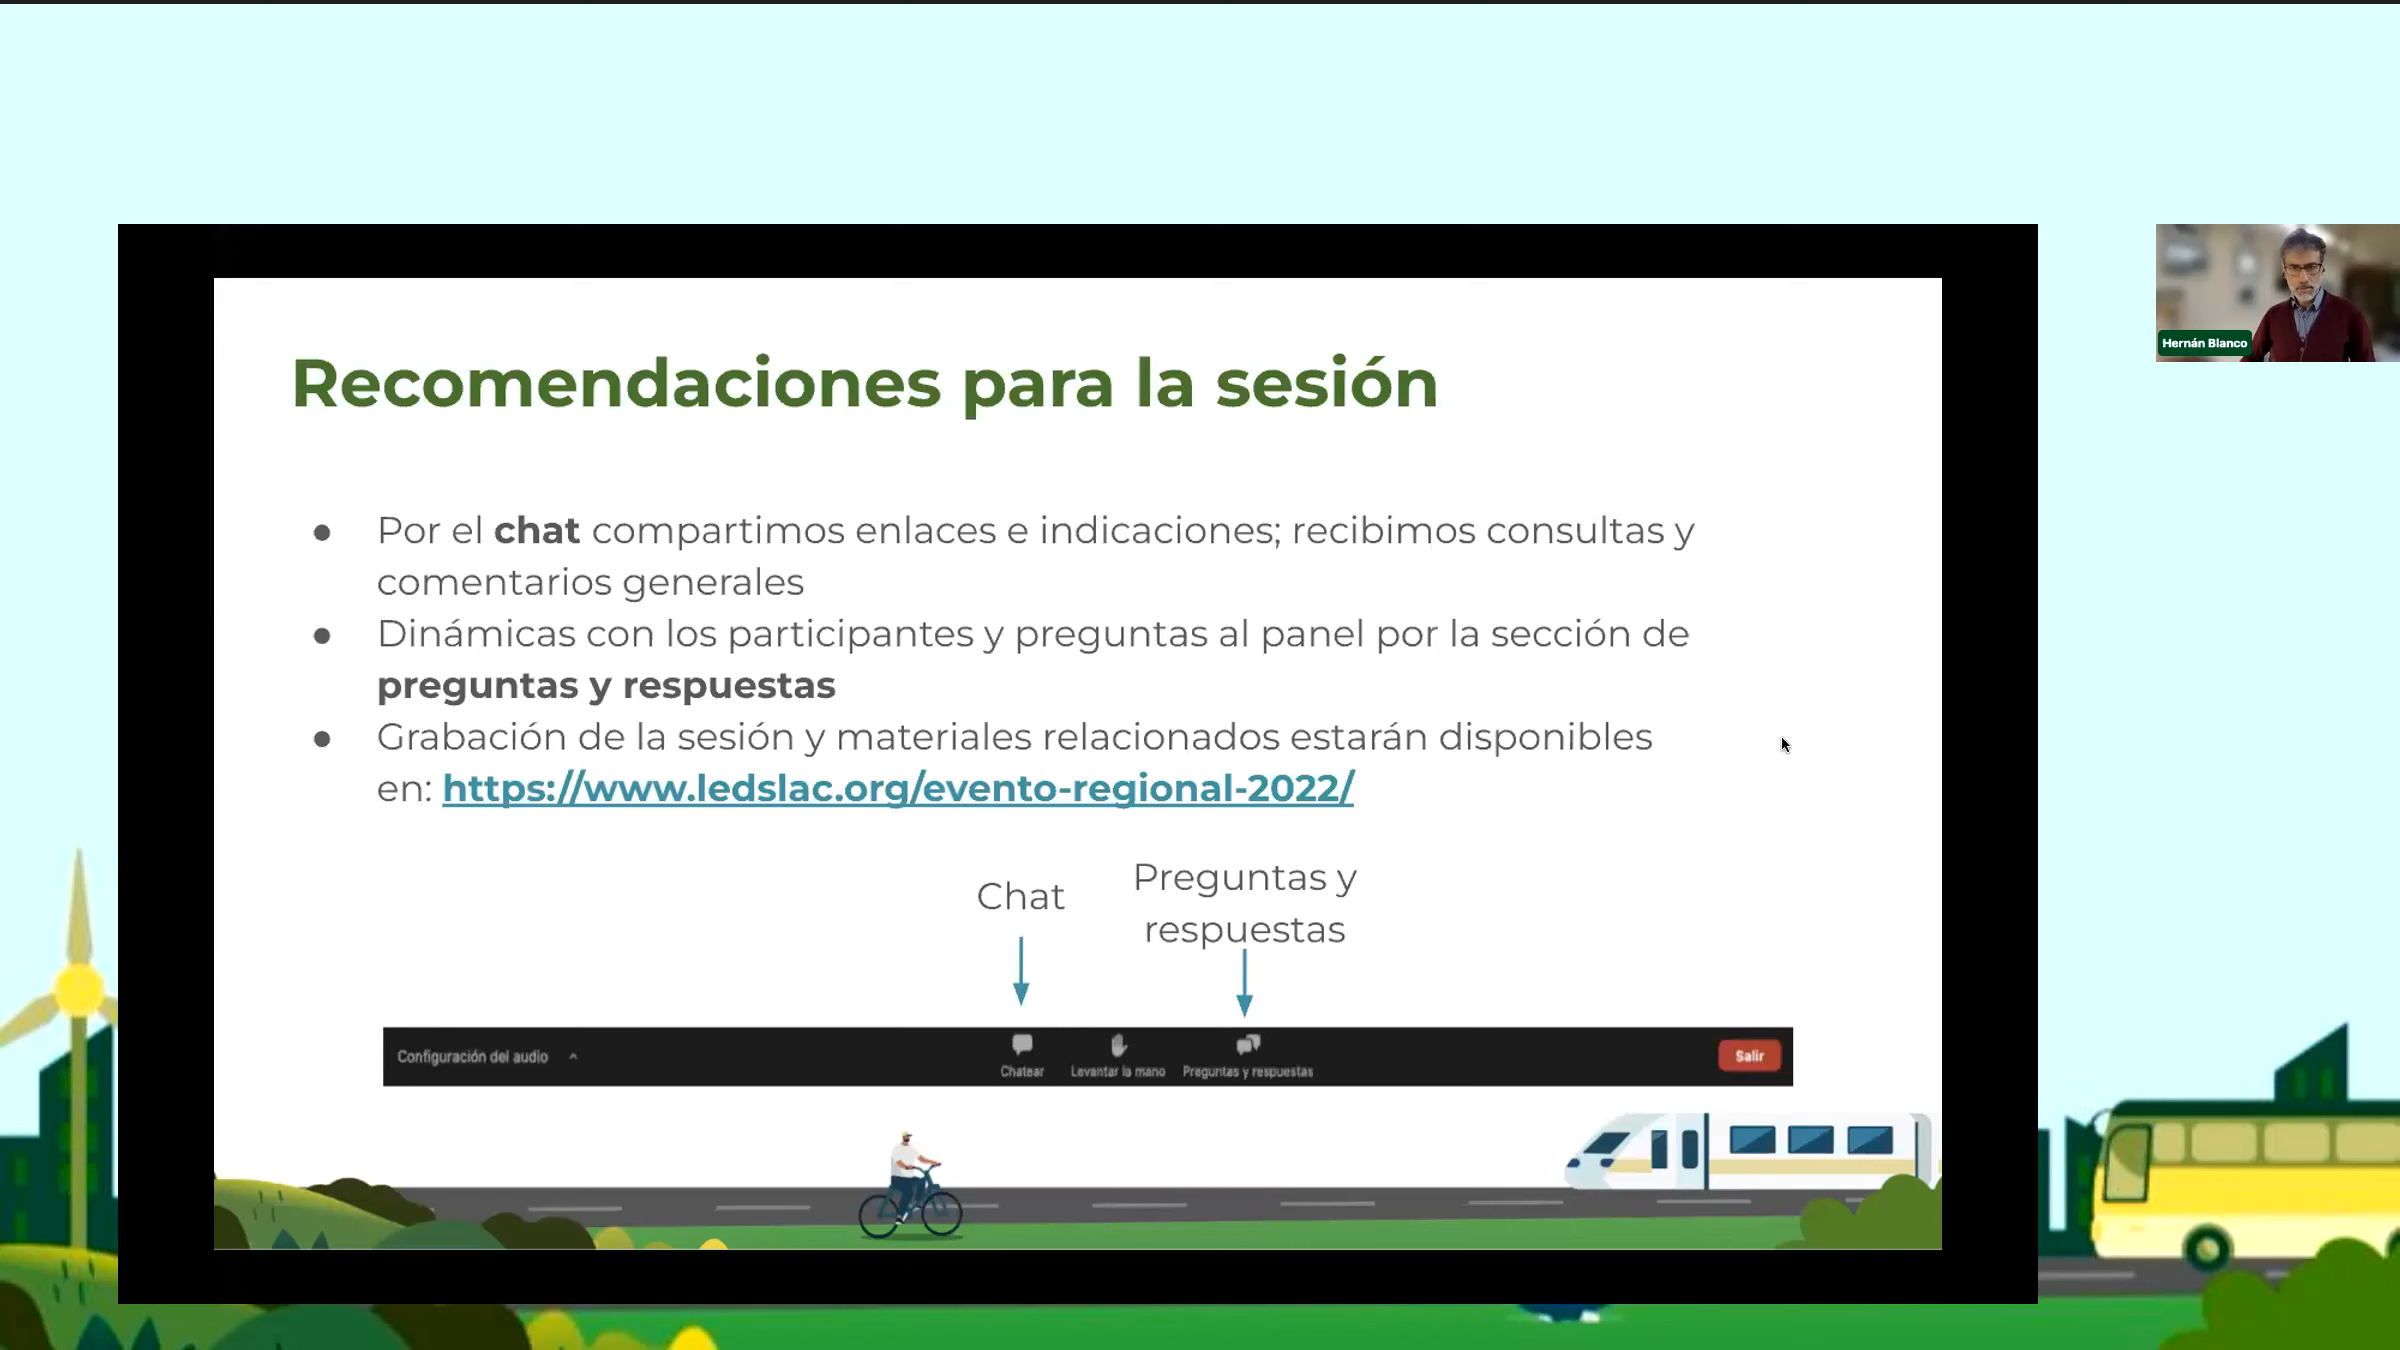 Recomendaciones para la sesión
Hernán Blanco
● Por el chat compartimos enlaces e indicaciones; recibimos consultas y
comentarios generales
● Dinámicas con los participantes y preguntas al panel por la sección de
preguntas y respuestas
● Grabación de la sesión y materiales relacionados estarán disponibles
en: https://www.ledslac.org/evento-regional-2022/
Chat
Preguntas y
respuestas
Configuración del audio ^
Chatear
Levantar la mano
Preguntas y respuestas
Salir